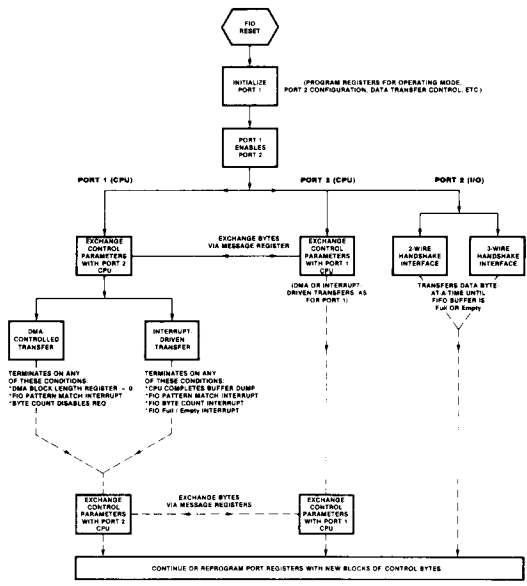 FIO
RESET
INITIALIZE
PORT 1
(PROGRAM REGISTERS FOR OPERATING MODE,
PORT 2 CONFIGURATION, DATA TRANSFER CONTROL, ETC)
PORT 1
ENABLES
PORT 2
PORT 1 (CPU)
PORT 2 (CPU)
PORT 2 (I/O)
EXCHANGE
CONTROL
PARAMETERS
WITH PORT 2
CPU
EXCHANGE BYTES
VIA MESSAGE REGISTER
EXCHANGE
CONTROL
PARAMETERS
WITH PORT 1
CPU
2-WIRE
HANDSHAKE
INTERFACE
3-WIRE
HANDSHAKE
INTERFACE
(DMA OR INTERRUPT-
DRIVEN TRANSFERS AS
FOR PORT 1)
TRANSFERS DATA BYTE-
AT-A-TIME UNTIL
FIFO BUFFER IS
Full OR Empty
DMA-
CONTROLLED
TRANSFER
INTERRUPT-
DRIVEN
TRANSFER
TERMINATES ON ANY
OF THESE CONDITIONS:
*DMA BLOCK LENGTH REGISTER = 0
*FIO PATTERN MATCH INTERRUPT
*BYTE COUNT DISABLES REQ
TERMINATES ON ANY
OF THESE CONDITIONS:
*CPU COMPLETES BUFFER DUMP
*FIO PATTERN MATCH INTERRUPT
*FIO BYTE COUNT INTERRUPT
*FIO Full / Empty INTERRUPT
EXCHANGE
CONTROL
PARAMETERS
WITH PORT 2
CPU
EXCHANGE BYTES
VIA MESSAGE REGISTERS
EXCHANGE
CONTROL
PARAMETERS
WITH PORT 1
CPU
CONTINUE OR REPROGRAM PORT REGISTERS WITH NEW BLOCKS OF CONTROL BYTES